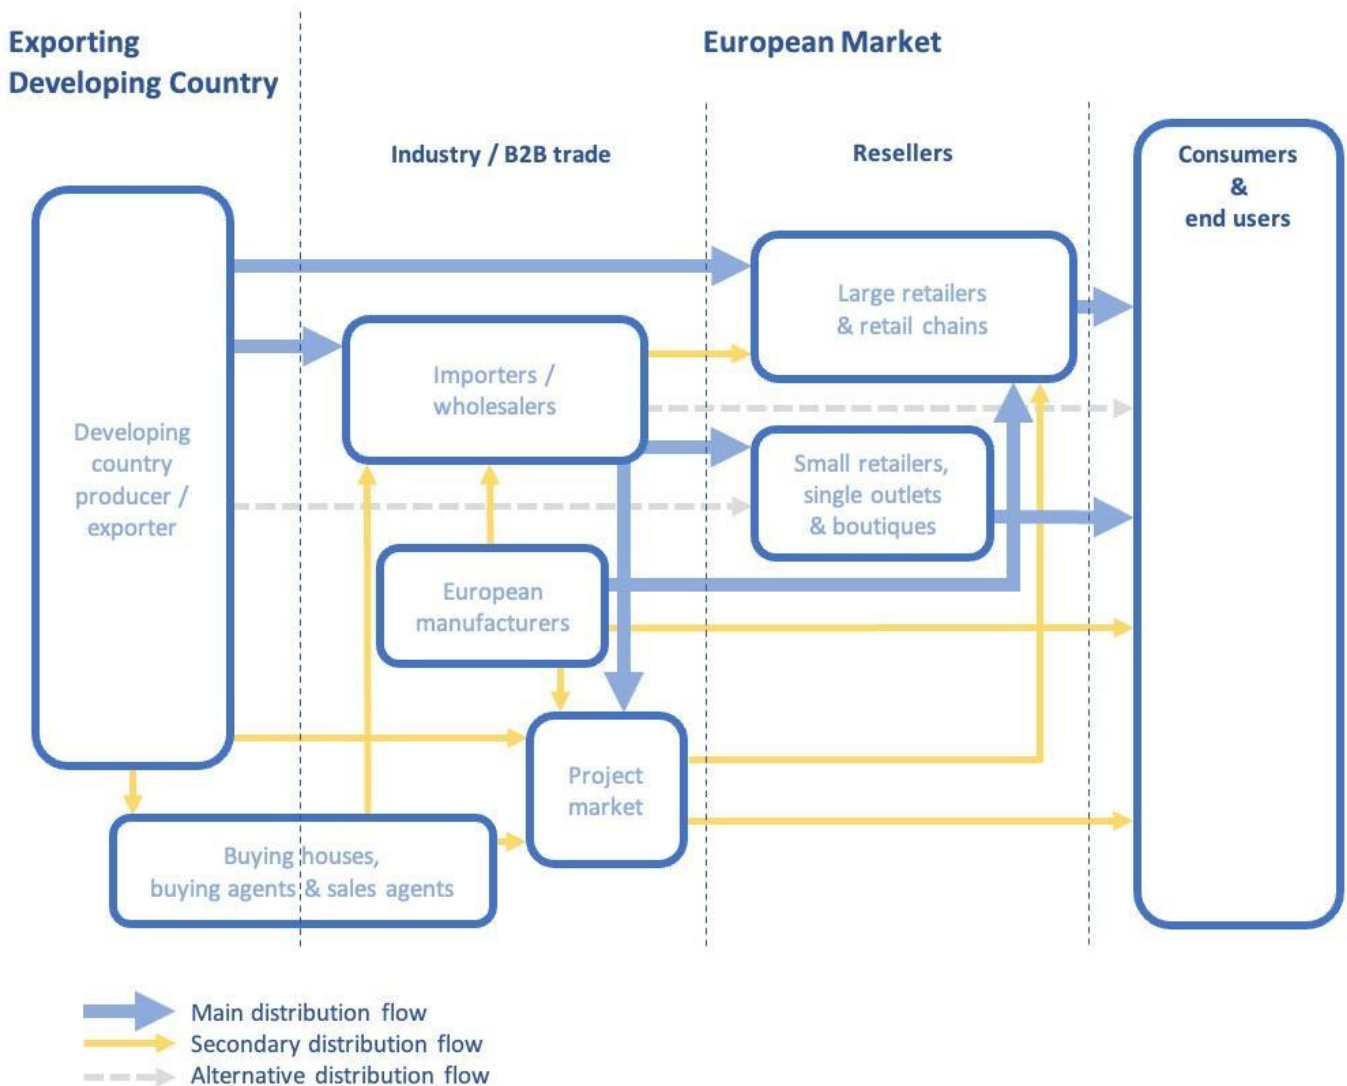 Exporting
Developing Country
European Market
Industry / B2B trade
Resellers
Consumers
&
end users
Large retailers
& retail chains
Importers /
wholesalers
Developing
country
producer /
exporter
Small retailers,
single outlets
& boutiques
European
manufacturers
Project
market
Buying houses,
buying agents & sales agents
Main distribution flow
Secondary distribution flow
Alternative distribution flow